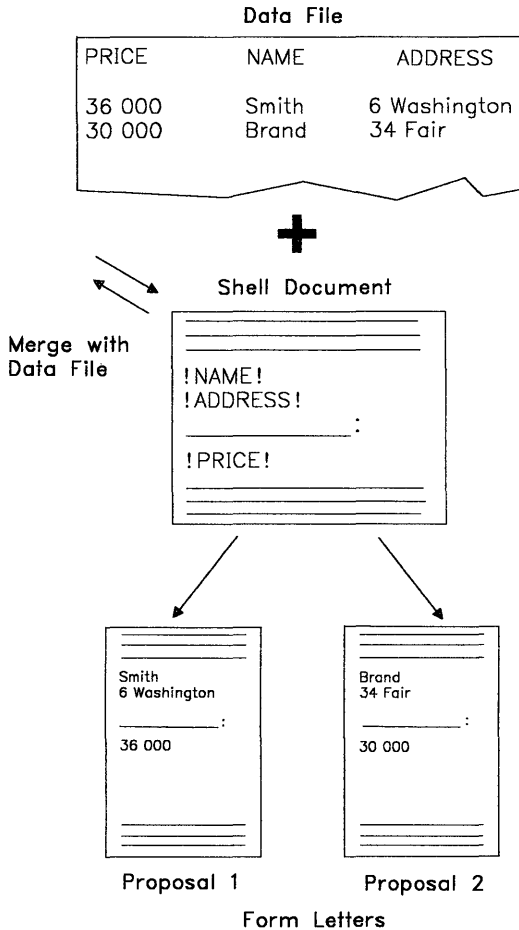 Data File
PRICE NAME ADDRESS
36 000 Smith 6 Washington
30 000 Brand 34 Fair
+
Shell Document
Merge with
Data File
!NAME!
!ADDRESS!
:
!PRICE!
Smith
6 Washington
:
36 000
Brand
34 Fair
:
30 000
Proposal 1 Proposal 2
Form Letters